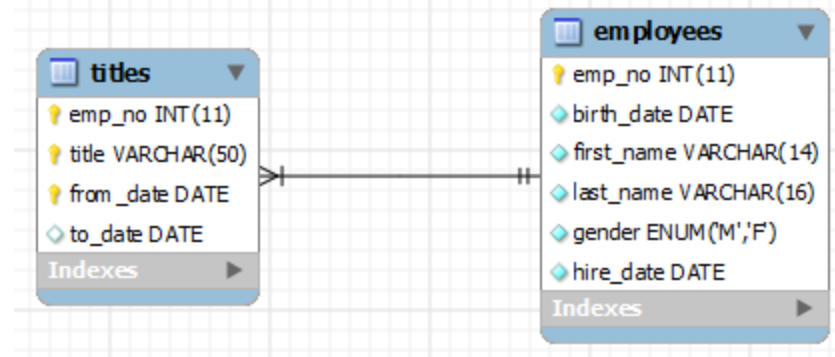 titles
emp_no INT(11)
title VARCHAR(50)
from_date DATE
to_date DATE
Indexes
employees
emp_no INT(11)
birth_date DATE
first_name VARCHAR(14)
last_name VARCHAR(16)
gender ENUM('M','F')
hire_date DATE
Indexes